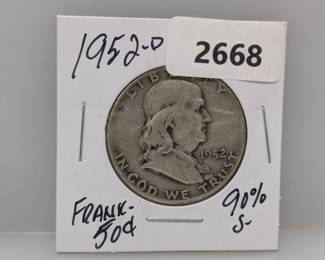 1952-D
2668
LIBERTY
1952
IN GOD WE TRUST
FRANK-
50¢
90%
S-